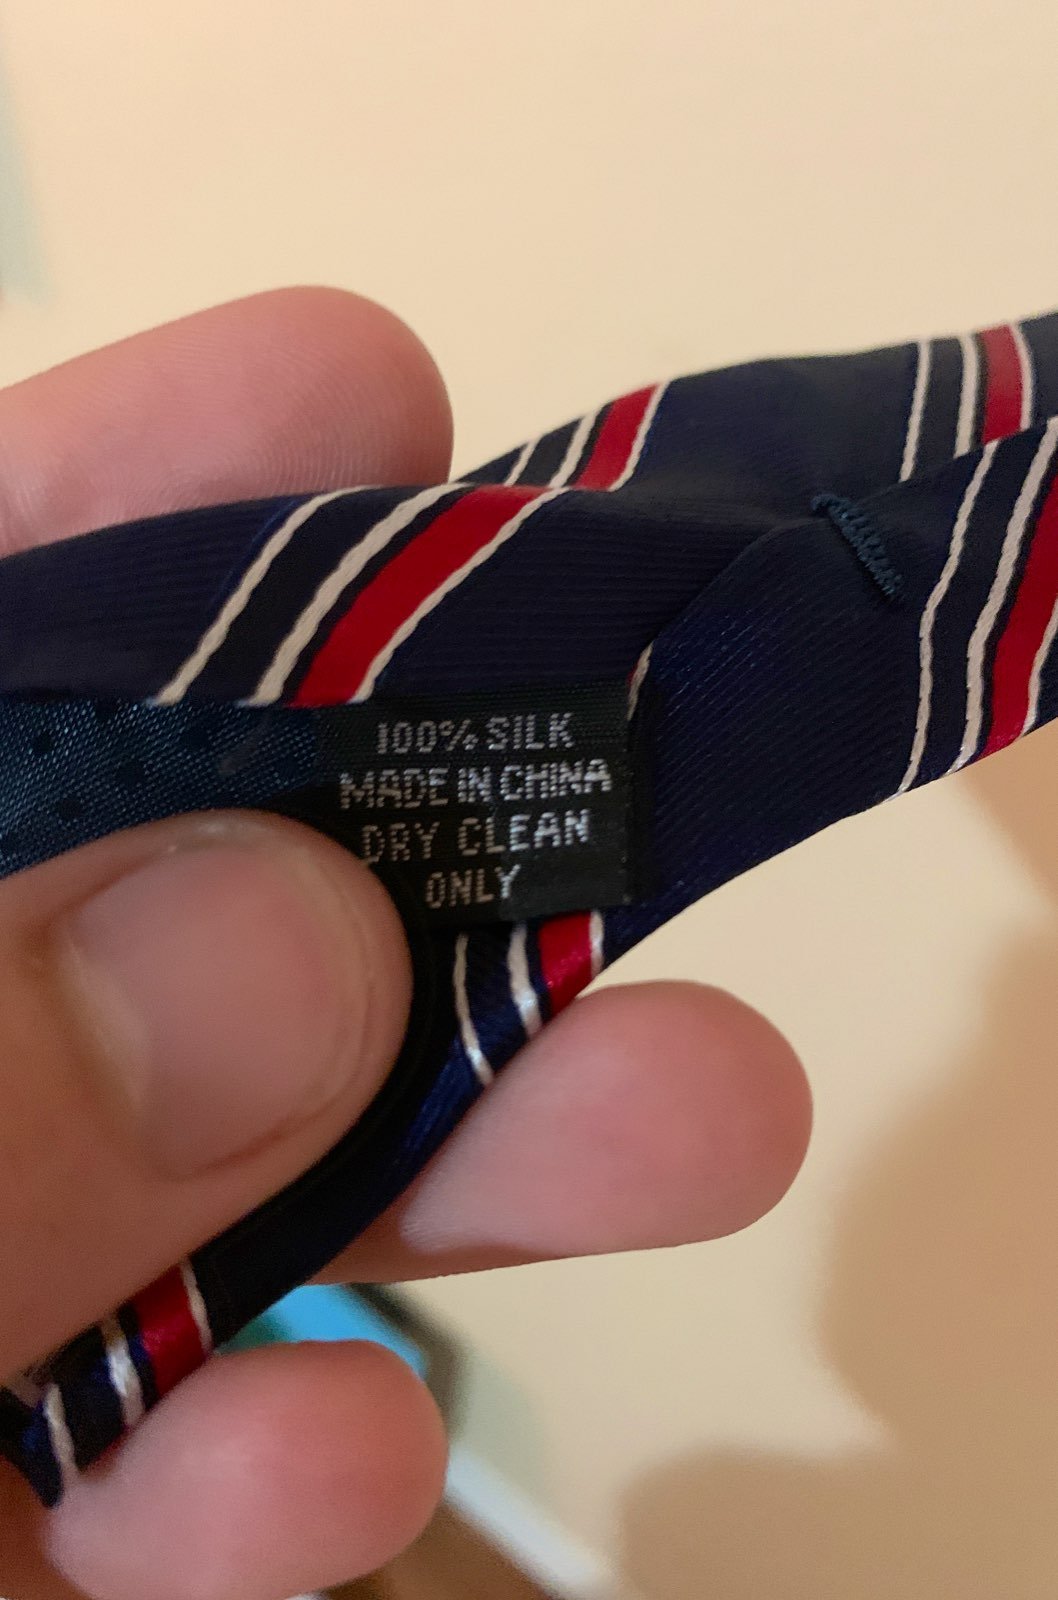 100% SILK
MADE IN CHINA
DRY CLEAN
ONLY